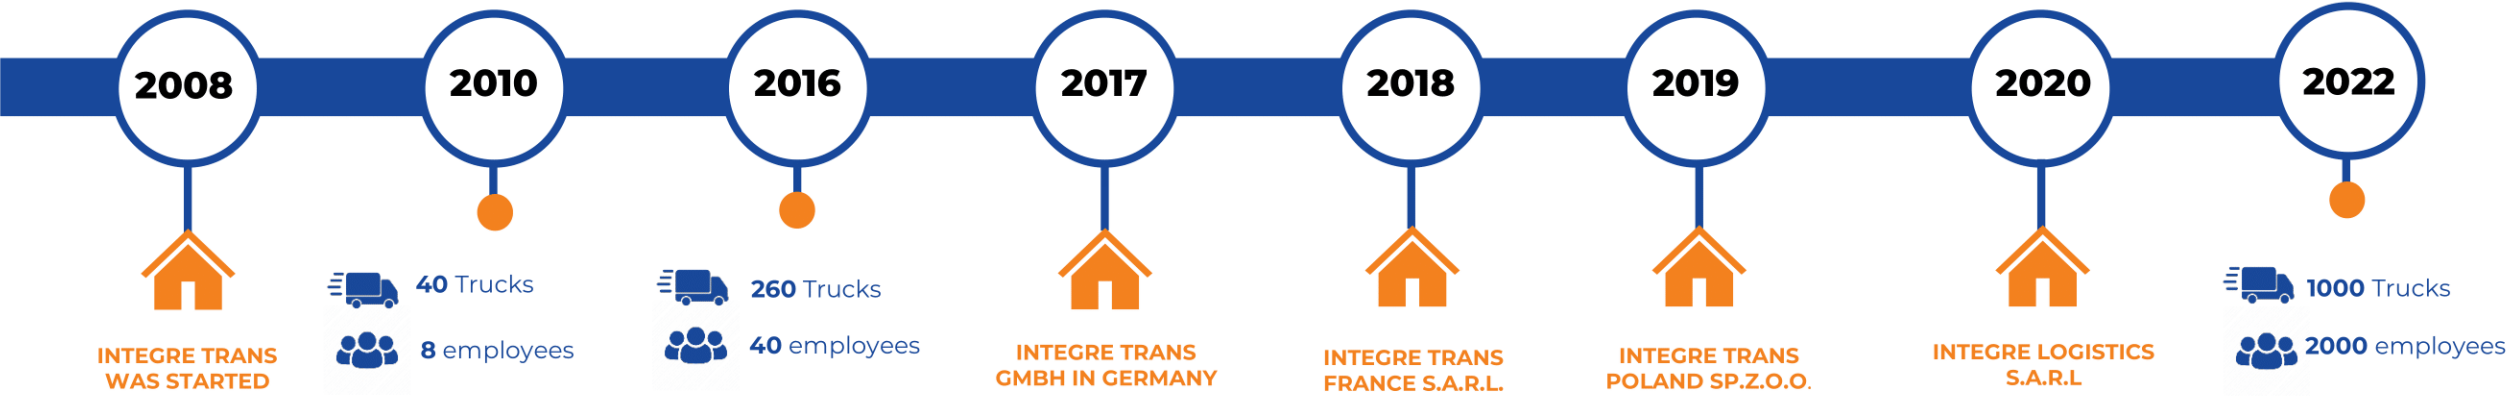 2008
2010
2016
2017
2018
2019
2020
2022
INTEGRE TRANS
WAS STARTED
40 Trucks
8 employees
260 Trucks
40 employees
INTEGRE TRANS
GMBH IN GERMANY
INTEGRE TRANS
FRANCE S.A.R.L.
INTEGRE TRANS
POLAND SP.Z.O.O.
INTEGRE LOGISTICS
S.A.R.L
1000 Trucks
2000 employees